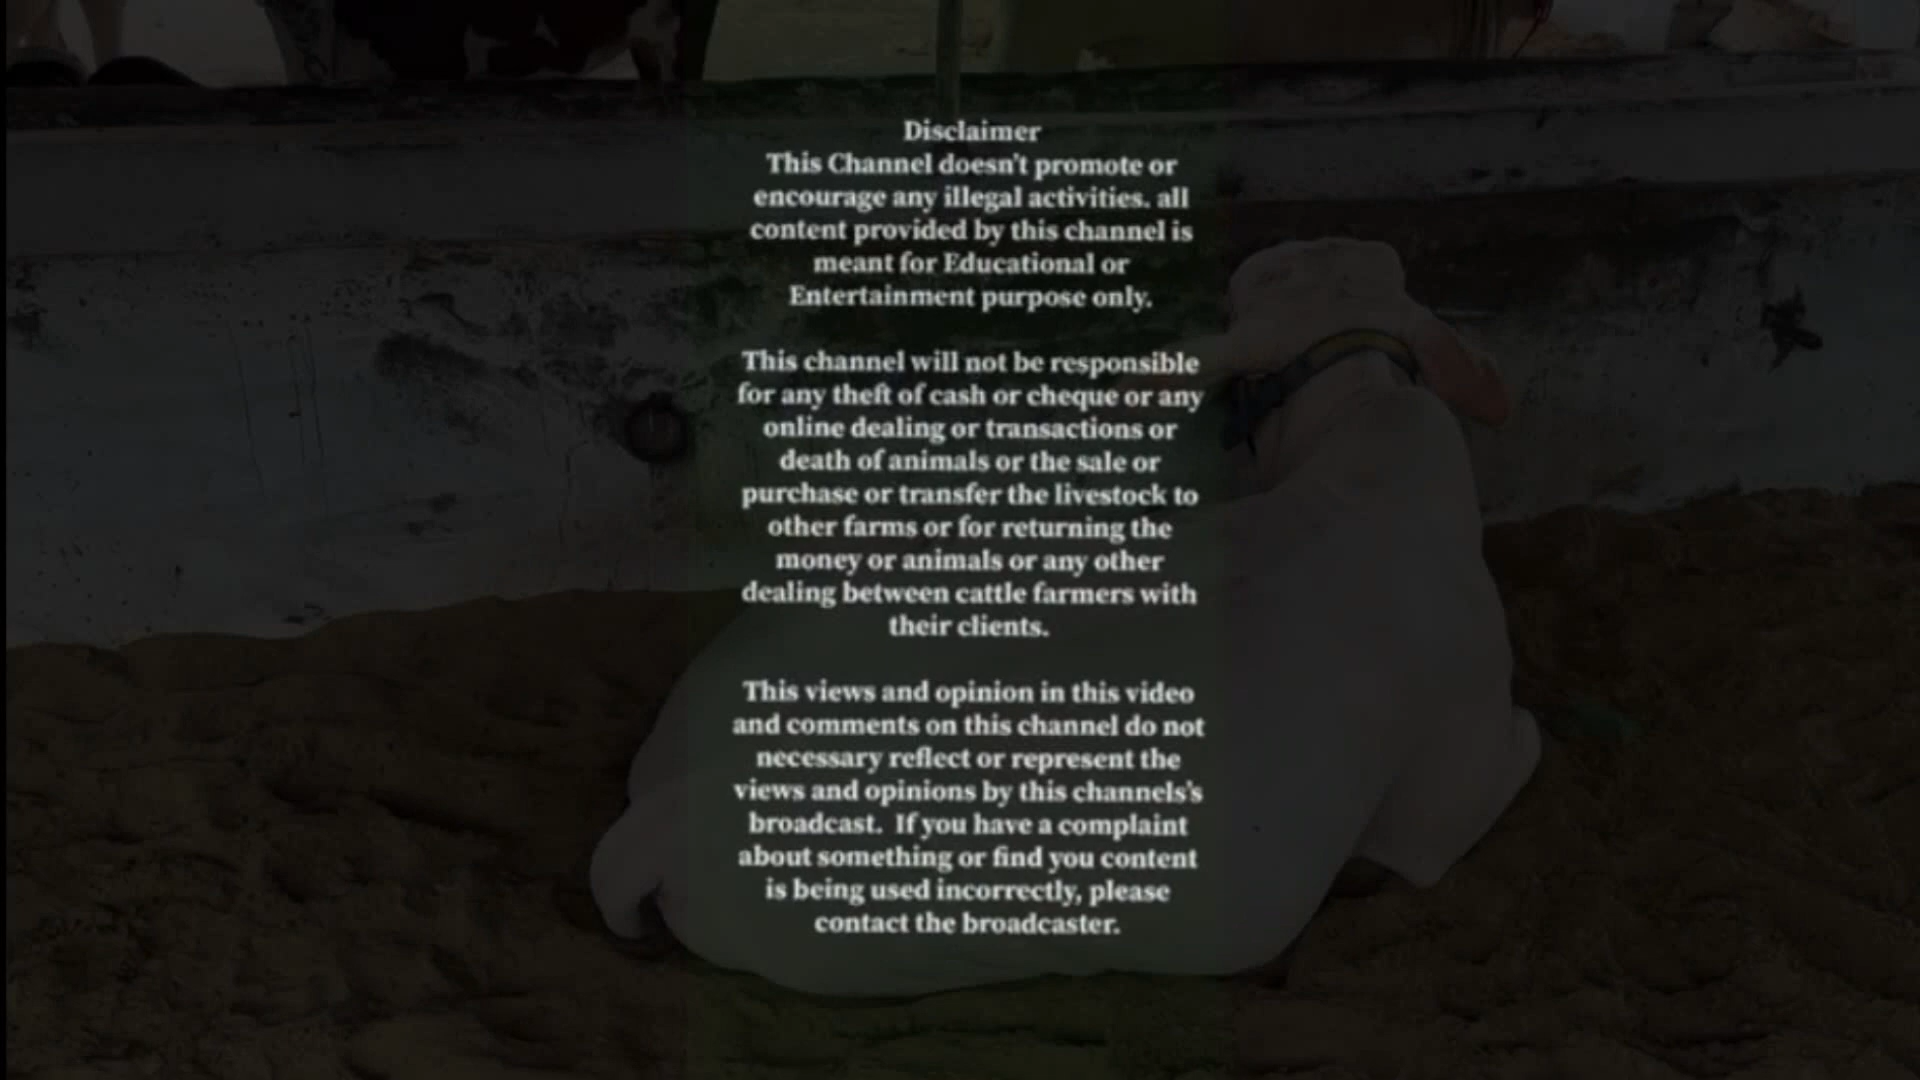 Disclaimer
This Channel doesn't promote or
encourage any illegal activities. all
content provided by this channel is
meant for Educational or
Entertainment purpose only.
This channel will not be responsible
for any theft of cash or cheque or any
online dealing or transactions or
death of animals or the sale or
purchase or transfer the livestock to
other farms or for returning the
money or animals or any other
dealing between cattle farmers with
their clients.
This views and opinion in this video
and comments on this channel do not
necessary reflect or represent the
views and opinions by this channels's
broadcast. If you have a complaint
about something or find you content
is being used incorrectly, please
contact the broadcaster.